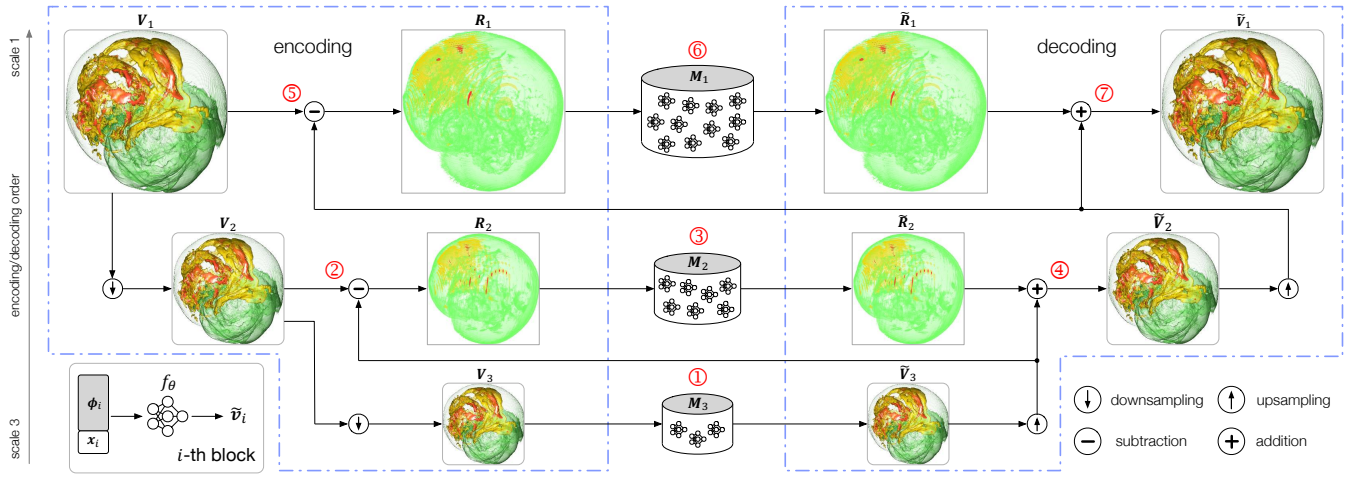 V₁
R₁
R̃₁
Ṽ₁
scale 1
encoding
⑥
decoding
M₁
⑤
−
+
⑦
encoding/decoding order
V₂
R₂
R̃₂
Ṽ₂
②
③
④
M₂
↓
−
+
↑
V₃
①
Ṽ₃
M₃
↓
↑
ϕᵢ
f_θ
ṽᵢ
xᵢ
i-th block
scale 3
↓ downsampling
↑ upsampling
− subtraction
+ addition